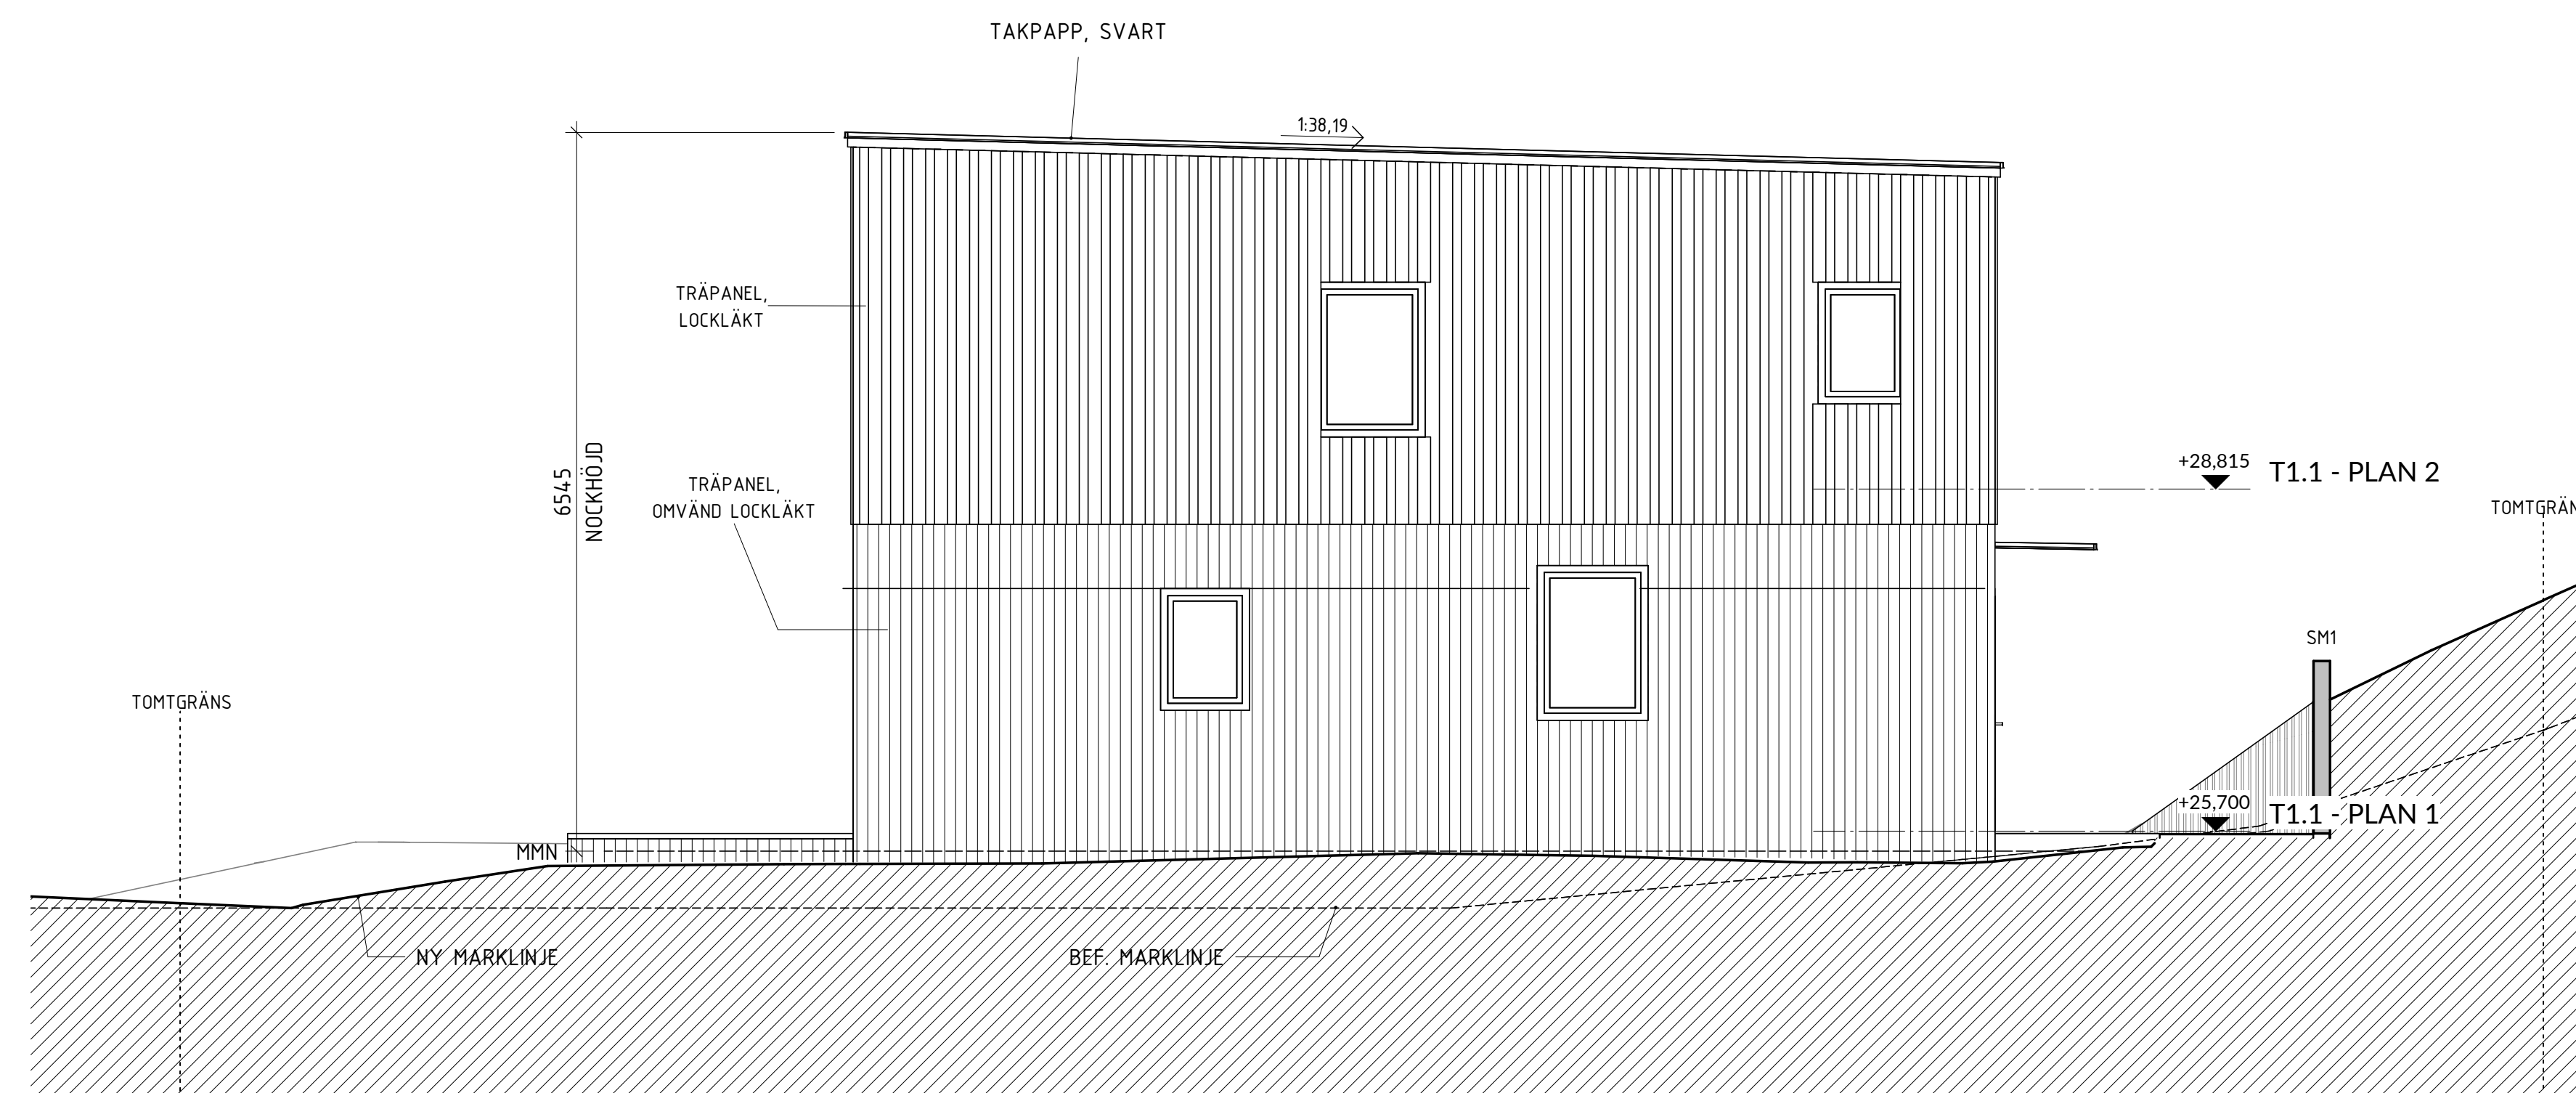 TAKPAPP, SVART
1:38,19
TRÄPANEL,
LOCKLÄKT
6545
NOCKHÖJD
TRÄPANEL,
OMVÄND LOCKLÄKT
+28,815
T1.1 - PLAN 2
TOMTGRÄN
SM1
TOMTGRÄNS
+25,700
T1.1 - PLAN 1
MMN
NY MARKLINJE
BEF. MARKLINJE